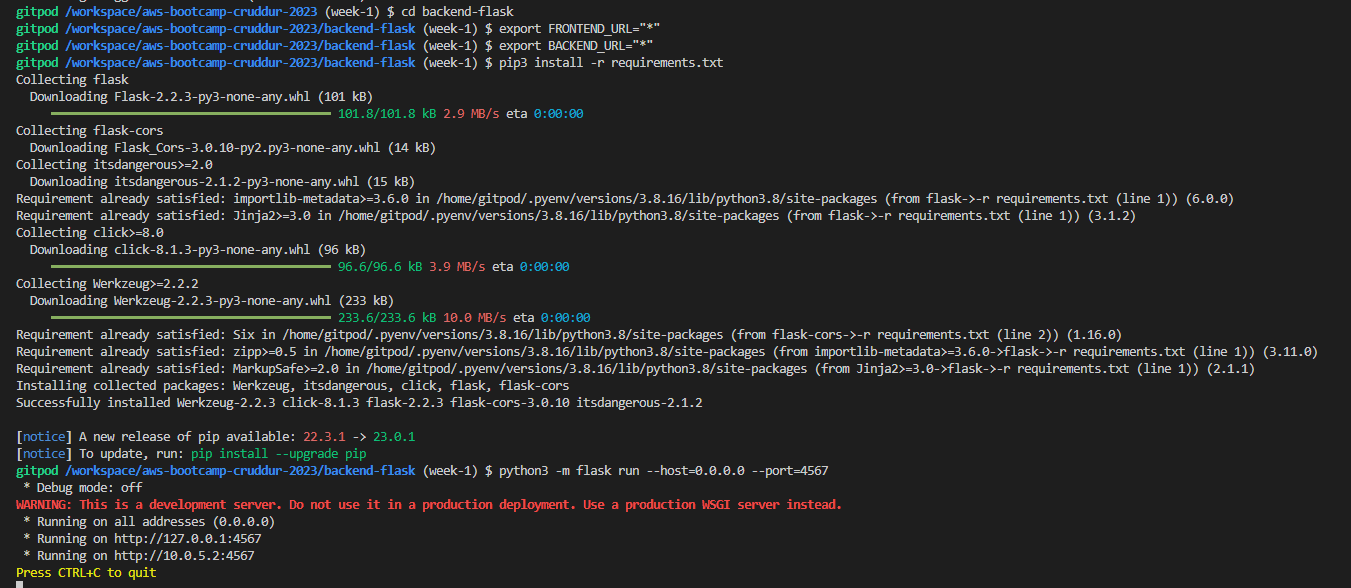 gitpod /workspace/aws-bootcamp-cruddur-2023 (week-1) $ cd backend-flask
gitpod /workspace/aws-bootcamp-cruddur-2023/backend-flask (week-1) $ export FRONTEND_URL="*"
gitpod /workspace/aws-bootcamp-cruddur-2023/backend-flask (week-1) $ export BACKEND_URL="*"
gitpod /workspace/aws-bootcamp-cruddur-2023/backend-flask (week-1) $ pip3 install -r requirements.txt
Collecting flask
  Downloading Flask-2.2.3-py3-none-any.whl (101 kB)
     101.8/101.8 kB 2.9 MB/s eta 0:00:00
Collecting flask-cors
  Downloading Flask_Cors-3.0.10-py2.py3-none-any.whl (14 kB)
Collecting itsdangerous>=2.0
  Downloading itsdangerous-2.1.2-py3-none-any.whl (15 kB)
Requirement already satisfied: importlib-metadata>=3.6.0 in /home/gitpod/.pyenv/versions/3.8.16/lib/python3.8/site-packages (from flask->-r requirements.txt (line 1)) (6.0.0)
Requirement already satisfied: Jinja2>=3.0 in /home/gitpod/.pyenv/versions/3.8.16/lib/python3.8/site-packages (from flask->-r requirements.txt (line 1)) (3.1.2)
Collecting click>=8.0
  Downloading click-8.1.3-py3-none-any.whl (96 kB)
     96.6/96.6 kB 3.9 MB/s eta 0:00:00
Collecting Werkzeug>=2.2.2
  Downloading Werkzeug-2.2.3-py3-none-any.whl (233 kB)
     233.6/233.6 kB 10.0 MB/s eta 0:00:00
Requirement already satisfied: Six in /home/gitpod/.pyenv/versions/3.8.16/lib/python3.8/site-packages (from flask-cors->-r requirements.txt (line 2)) (1.16.0)
Requirement already satisfied: zipp>=0.5 in /home/gitpod/.pyenv/versions/3.8.16/lib/python3.8/site-packages (from importlib-metadata>=3.6.0->flask->-r requirements.txt (line 1)) (3.11.0)
Requirement already satisfied: MarkupSafe>=2.0 in /home/gitpod/.pyenv/versions/3.8.16/lib/python3.8/site-packages (from Jinja2>=3.0->flask->-r requirements.txt (line 1)) (2.1.1)
Installing collected packages: Werkzeug, itsdangerous, click, flask, flask-cors
Successfully installed Werkzeug-2.2.3 click-8.1.3 flask-2.2.3 flask-cors-3.0.10 itsdangerous-2.1.2
[notice] A new release of pip available: 22.3.1 -> 23.0.1
[notice] To update, run: pip install --upgrade pip
gitpod /workspace/aws-bootcamp-cruddur-2023/backend-flask (week-1) $ python3 -m flask run --host=0.0.0.0 --port=4567
 * Debug mode: off
WARNING: This is a development server. Do not use it in a production deployment. Use a production WSGI server instead.
 * Running on all addresses (0.0.0.0)
 * Running on http://127.0.0.1:4567
 * Running on http://10.0.5.2:4567
Press CTRL+C to quit